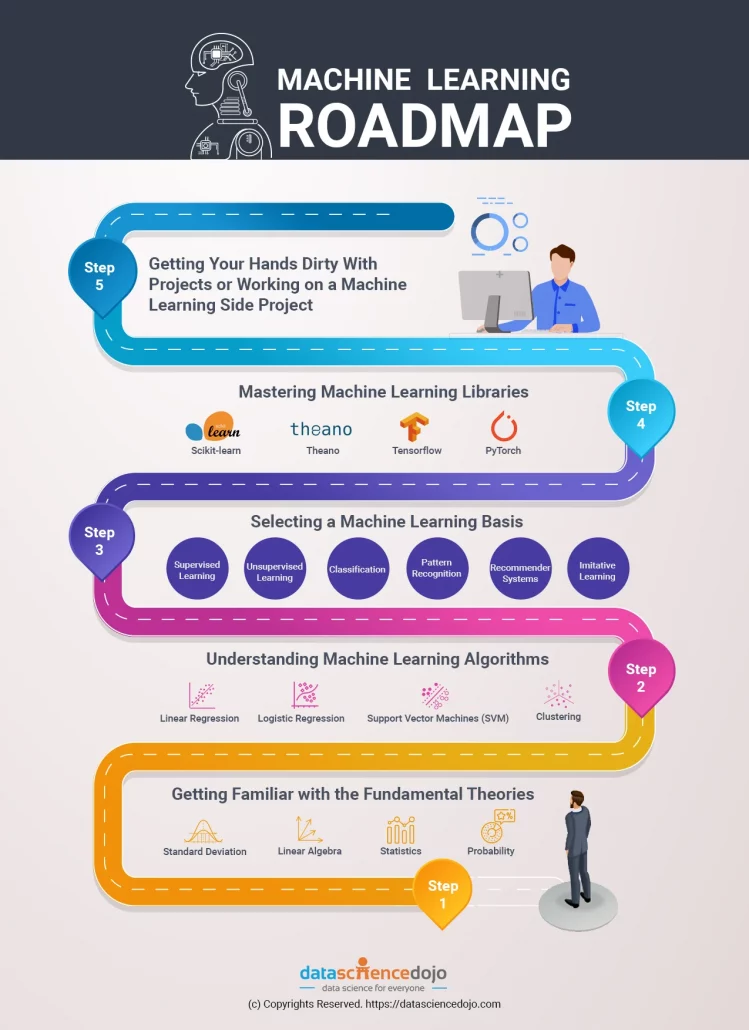 MACHINE LEARNING
ROADMAP
Step
5
Getting Your Hands Dirty With
Projects or Working on a Machine
Learning Side Project
Mastering Machine Learning Libraries
Step
4
learn
theano
Scikit-learn
Theano
Tensorflow
PyTorch
Step
3
Selecting a Machine Learning Basis
Supervised
Learning
Unsupervised
Learning
Classification
Pattern
Recognition
Recommender
Systems
Imitative
Learning
Understanding Machine Learning Algorithms
Step
2
Linear Regression
Logistic Regression
Support Vector Machines (SVM)
Clustering
Getting Familiar with the Fundamental Theories
Standard Deviation
Linear Algebra
Statistics
Probability
Step
1
datasciencedojo
data science for everyone
(c) Copyrights Reserved. https://datasciencedojo.com